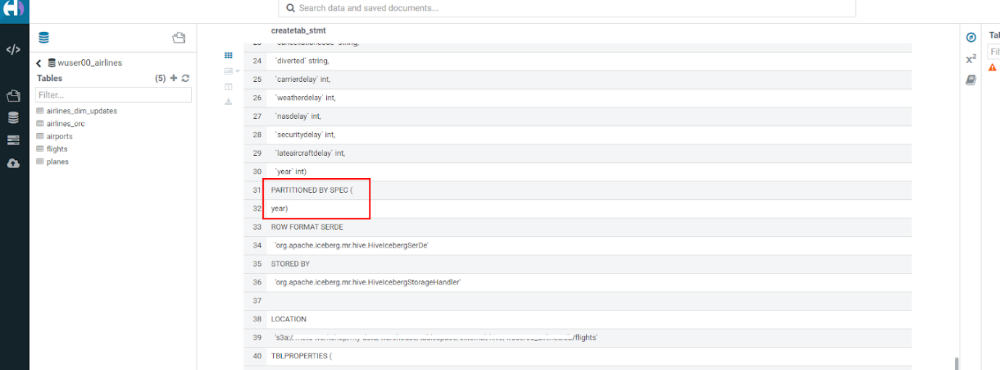 Search data and saved documents...
wuser00_airlines
Tables (5)
Filter...
airlines_dim_updates
airlines_orc
airports
flights
planes
createtab_stmt
23 `cancellationcode` string,
24 `diverted` string,
25 `carrierdelay` int,
26 `weatherdelay` int,
27 `nasdelay` int,
28 `securitydelay` int,
29 `lateaircraftdelay` int,
30 `year` int)
31 PARTITIONED BY SPEC (
32 year)
33 ROW FORMAT SERDE
34 'org.apache.iceberg.mr.hive.HiveIcebergSerDe'
35 STORED BY
36 'org.apache.iceberg.mr.hive.HiveIcebergStorageHandler'
37
38 LOCATION
39 's3a:/ /flights'
40 TBLPROPERTIES (
x²
Tal
Fil